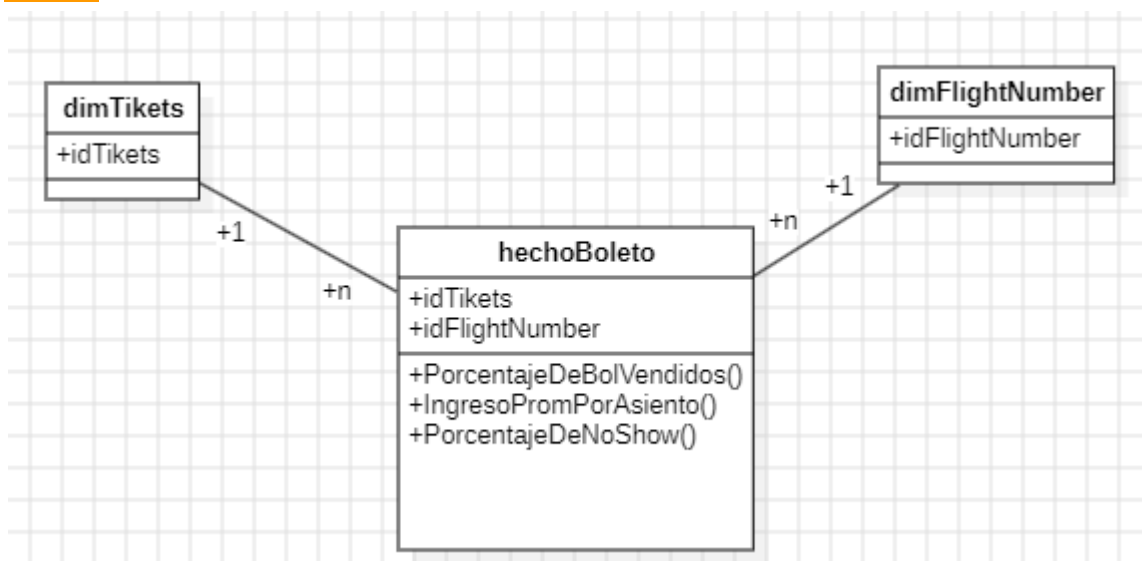 dimTikets
+idTikets
dimFlightNumber
+idFlightNumber
+1
+n
+1
+n
hechoBoleto
+idTikets
+idFlightNumber
+PorcentajeDeBolVendidos()
+IngresoPromPorAsiento()
+PorcentajeDeNoShow()